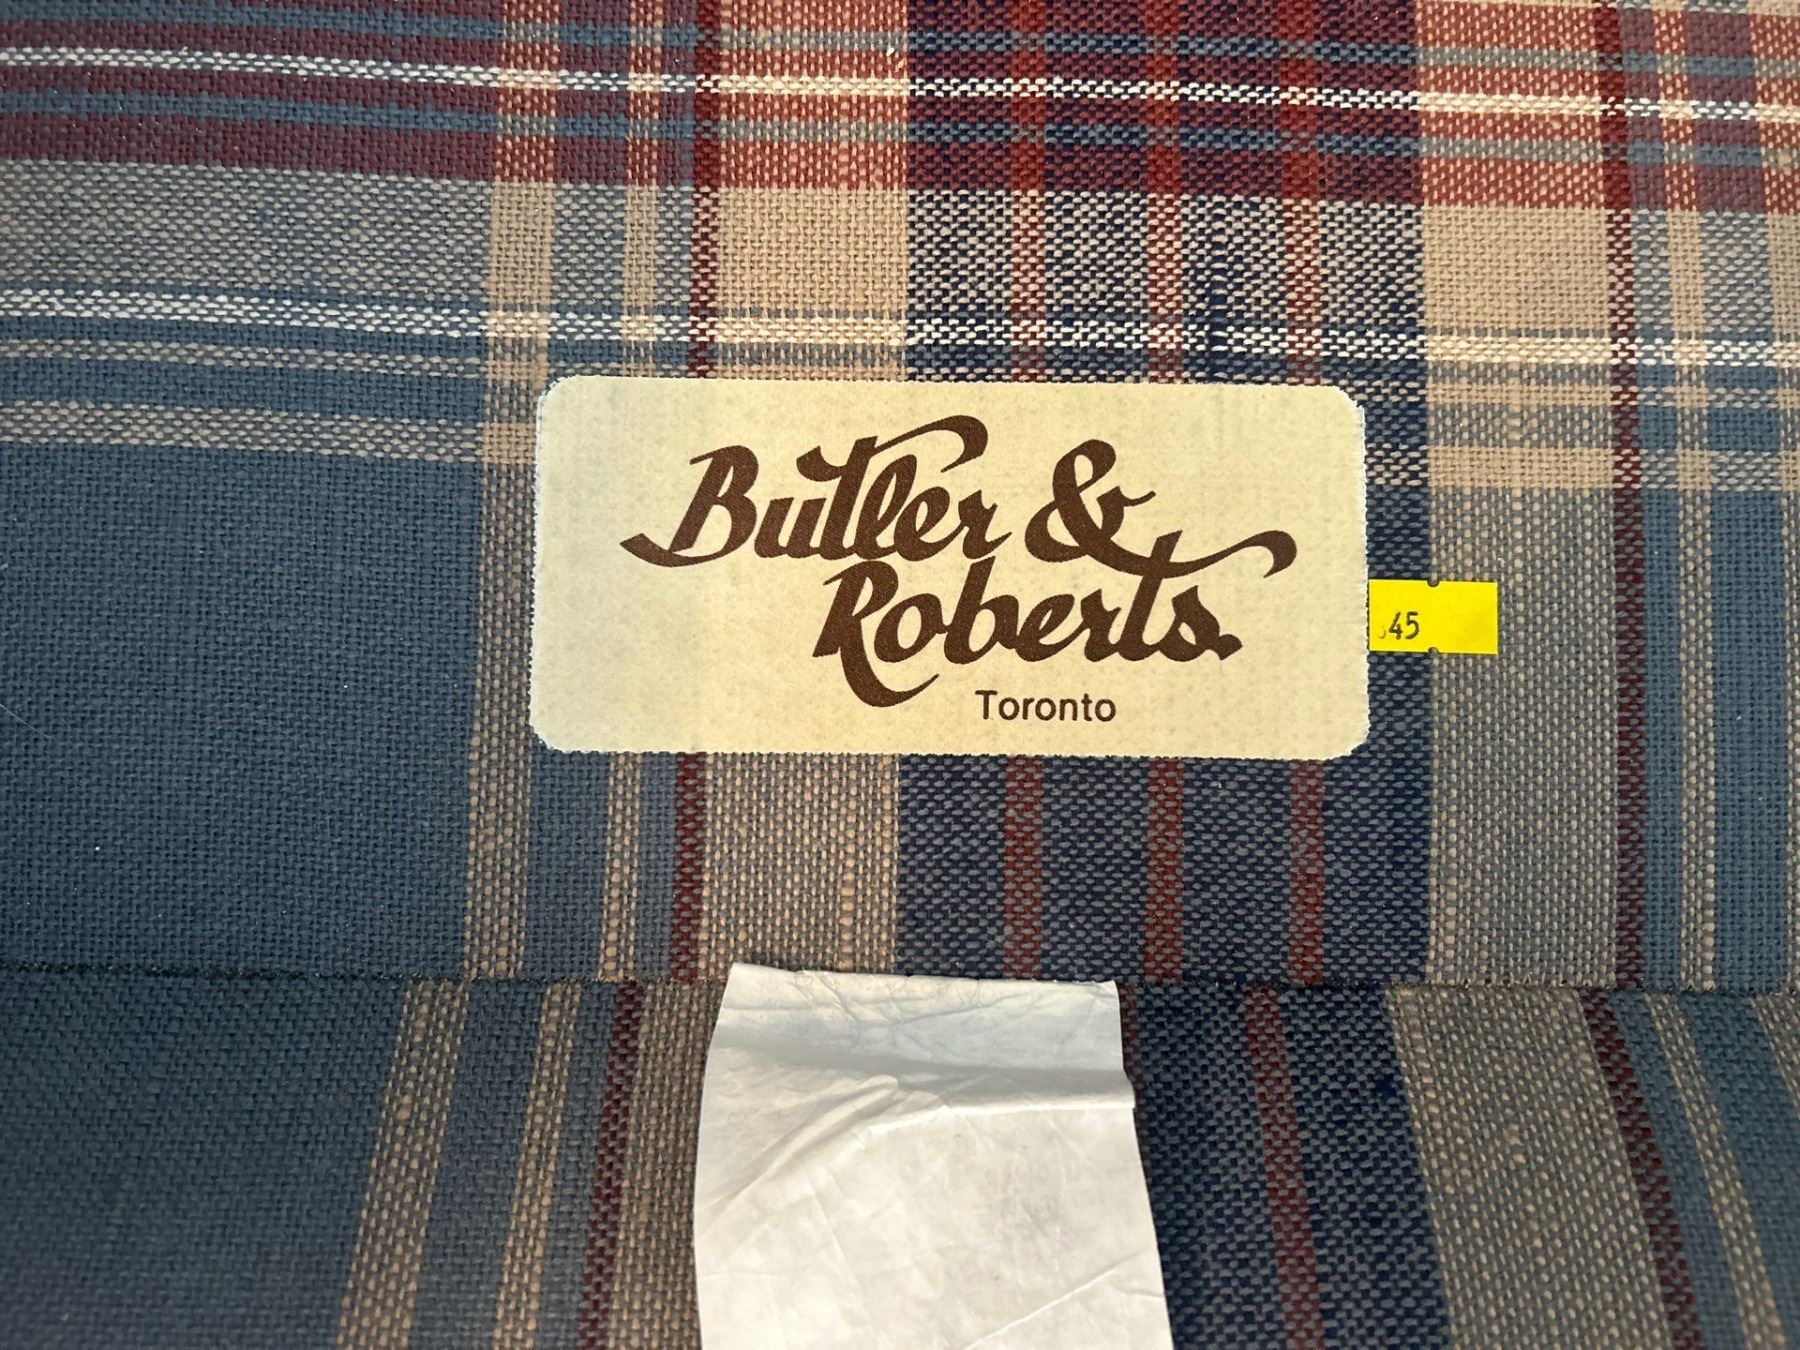 Butler &
Roberts
Toronto
45